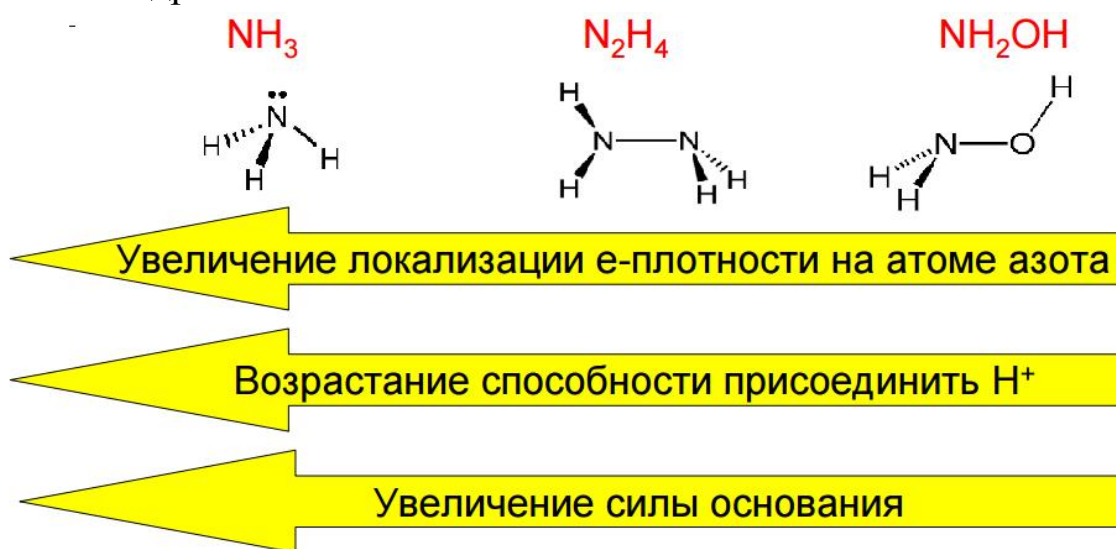 NH₃ N₂H₄ NH₂OH
H
H
N
N N
N O
H H
H
H H
H
H
H
H
Увеличение локализации е-плотности на атоме азота
Возрастание способности присоединить H⁺
Увеличение силы основания